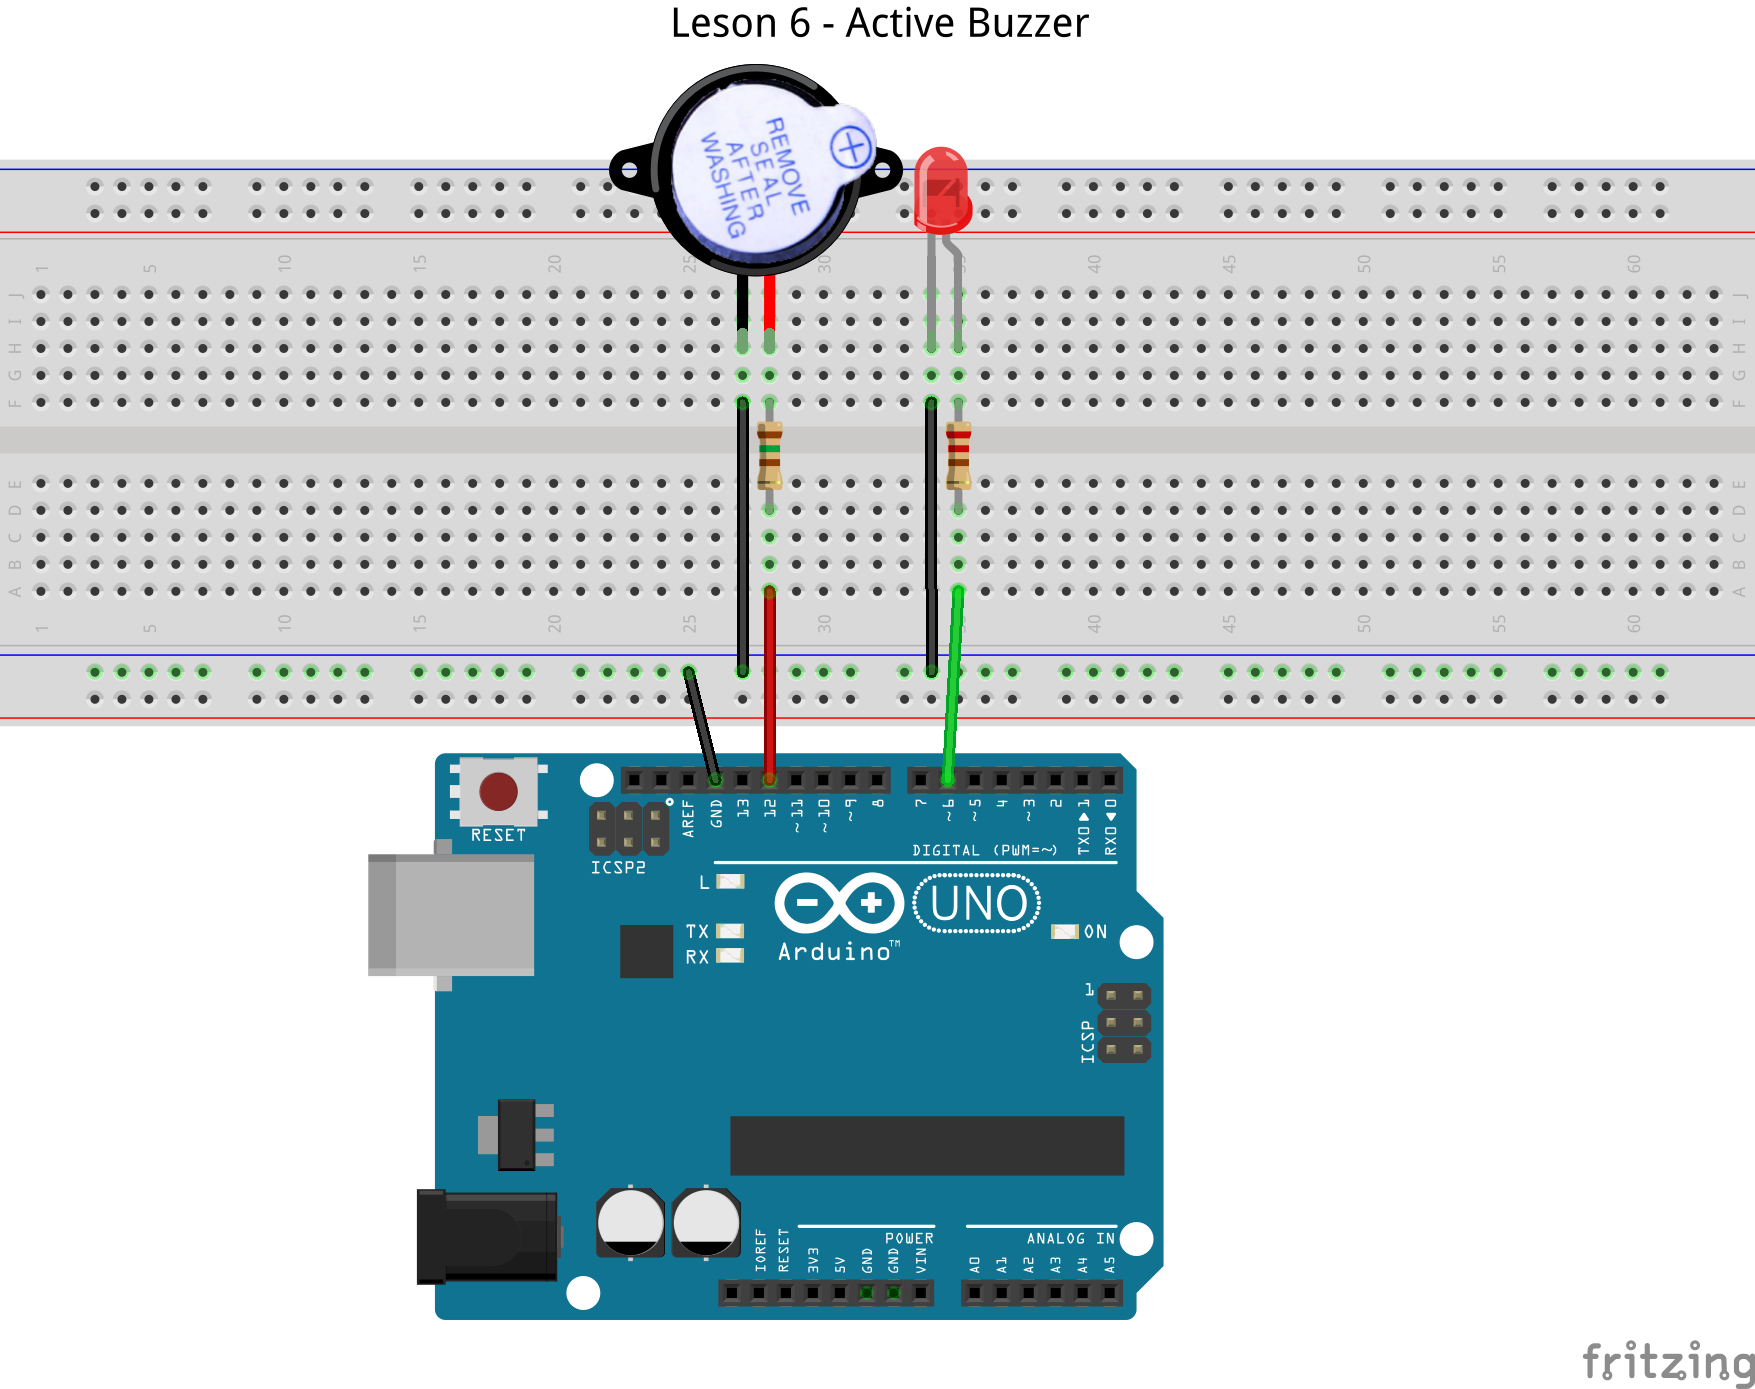 Leson 6 - Active Buzzer
REMOVE
SEAL
AFTER
WASHING
1 5 10 15 20 25 30 35 40 45 50 55 60
J J
I I
H H
G G
F F
E E
D D
C C
B B
A A
1 5 10 15 20 25 30 35 40 45 50 55 60
RESET
ICSP2
AREF
GND
13
12
~11
~10
~9
8
7
~6
~5
4
~3
2
TX0 ▶ 1
RX0 ◀ 0
DIGITAL (PWM=~)
L
TX
RX
Arduino™
UNO
ON
1
ICSP
IOREF
RESET
3V3
5V
GND
GND
VIN
POWER
ANALOG IN
A0
A1
A2
A3
A4
A5
fritzing